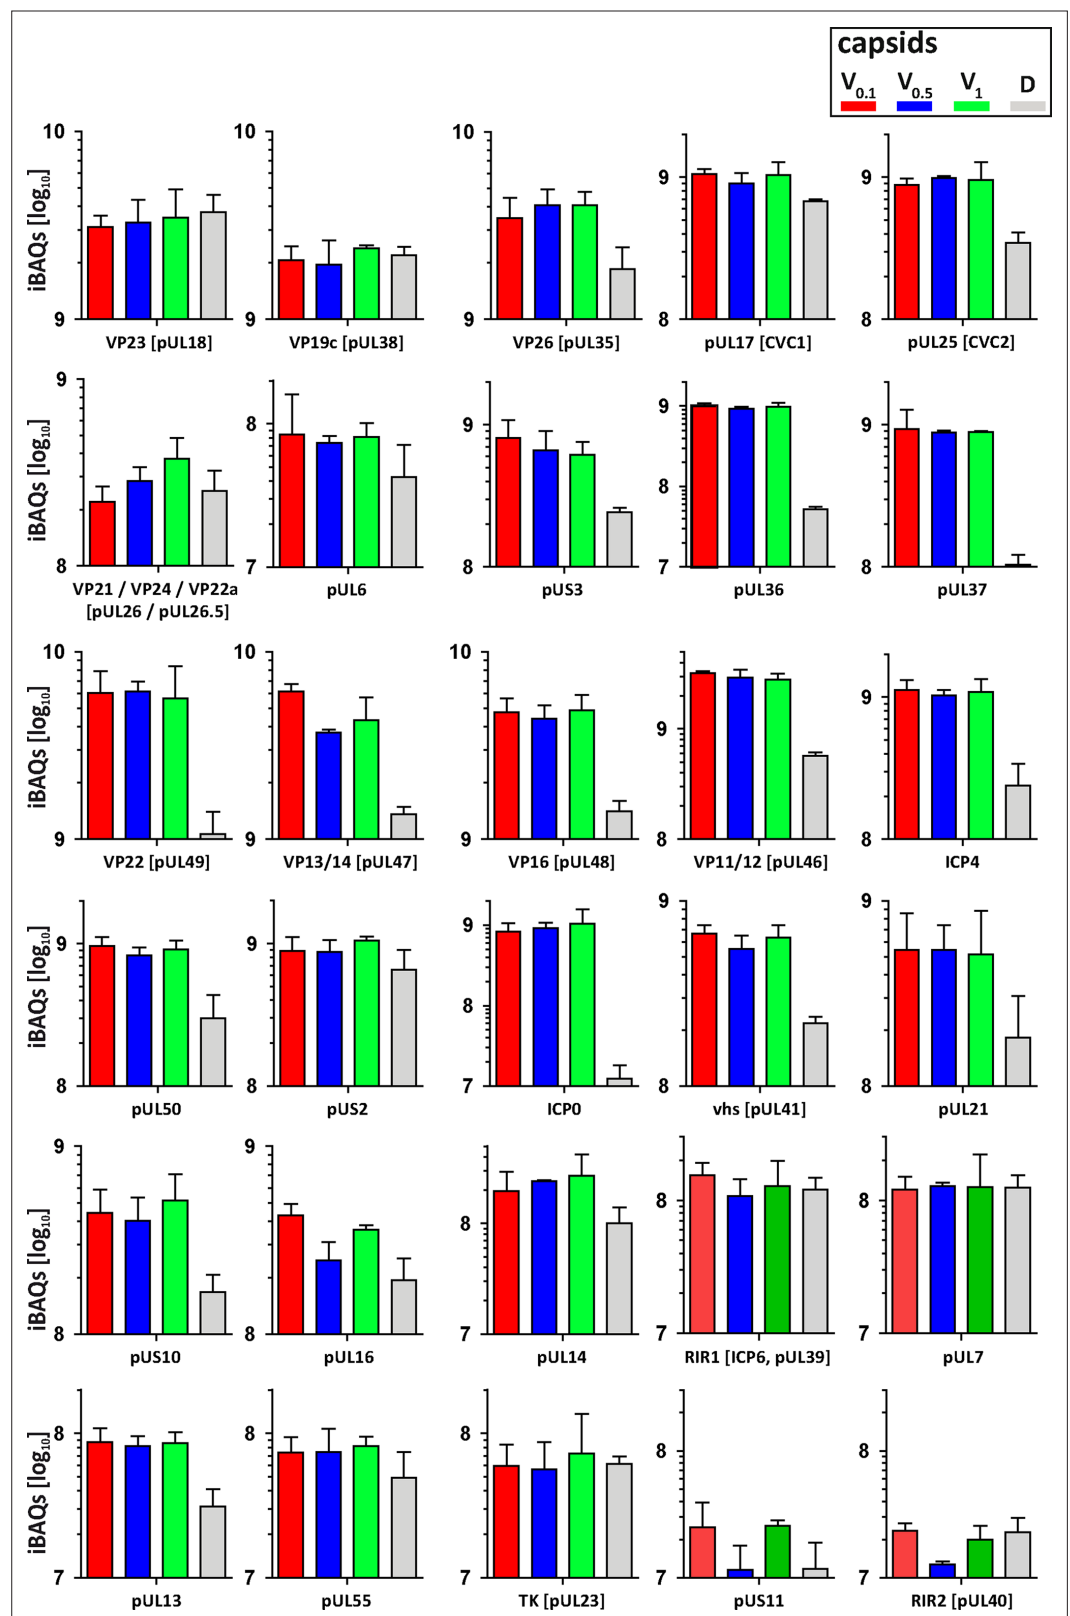 capsids
V0.1 V0.5 V1 D
iBAQs [log10]
10 10 10 9 9
9 9 9 8 8
VP23 [pUL18] VP19c [pUL38] VP26 [pUL35] pUL17 [CVC1] pUL25 [CVC2]
iBAQs [log10]
9 8 9 9 9
8
8 7 8 7 8
VP21 / VP24 / VP22a pUL6 pUS3 pUL36 pUL37
[pUL26 / pUL26.5]
iBAQs [log10]
10 10 10 9 9
9 9 9 8 8
VP22 [pUL49] VP13/14 [pUL47] VP16 [pUL48] VP11/12 [pUL46] ICP4
iBAQs [log10]
9 9 9 9 9
8
8 8 7 8 8
pUL50 pUS2 ICP0 vhs [pUL41] pUL21
iBAQs [log10]
9 9 8 8 8
8 8 7 7 7
pUS10 pUL16 pUL14 RIR1 [ICP6, pUL39] pUL7
iBAQs [log10]
8 8 8 8 8
7 7 7 7 7
pUL13 pUL55 TK [pUL23] pUS11 RIR2 [pUL40]